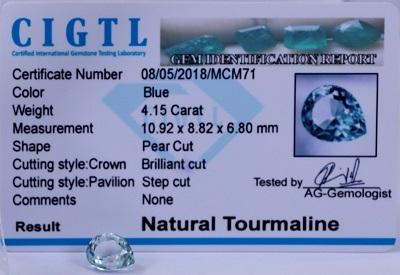 CIGTL
Certified International Gemstone Testing Laboratory
GEM IDENTIFICATION REPORT
Certificate Number 08/05/2018/MCM71
Color Blue
Weight 4.15 Carat
Measurement 10.92 x 8.82 x 6.80 mm
Shape Pear Cut
Cutting style:Crown Brilliant cut
Cutting style:Pavilion Step cut
Comments None
Tested by
AG-Gemologist
Result Natural Tourmaline